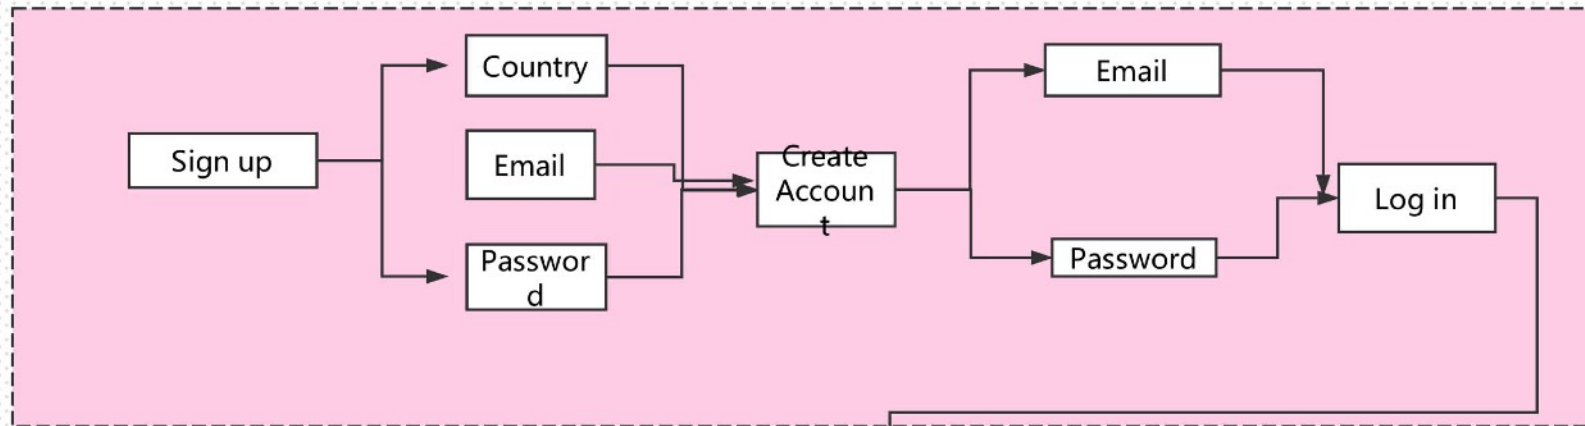 Sign up
Country
Email
Passwor
d
Create
Accoun
t
Email
Password
Log in